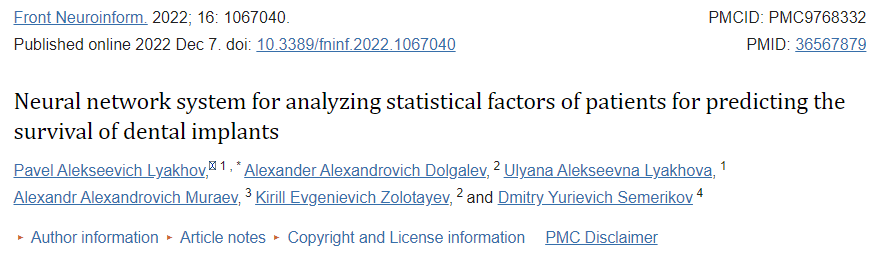 Front Neuroinform. 2022; 16: 1067040.
PMCID: PMC9768332
Published online 2022 Dec 7. doi: 10.3389/fninf.2022.1067040
PMID: 36567879
Neural network system for analyzing statistical factors of patients for predicting the
survival of dental implants
Pavel Alekseevich Lyakhov, 1 , * Alexander Alexandrovich Dolgalev, 2 Ulyana Alekseevna Lyakhova, 1
Alexandr Alexandrovich Muraev, 3 Kirill Evgenievich Zolotayev, 2 and Dmitry Yurievich Semerikov 4
Author information Article notes Copyright and License information PMC Disclaimer